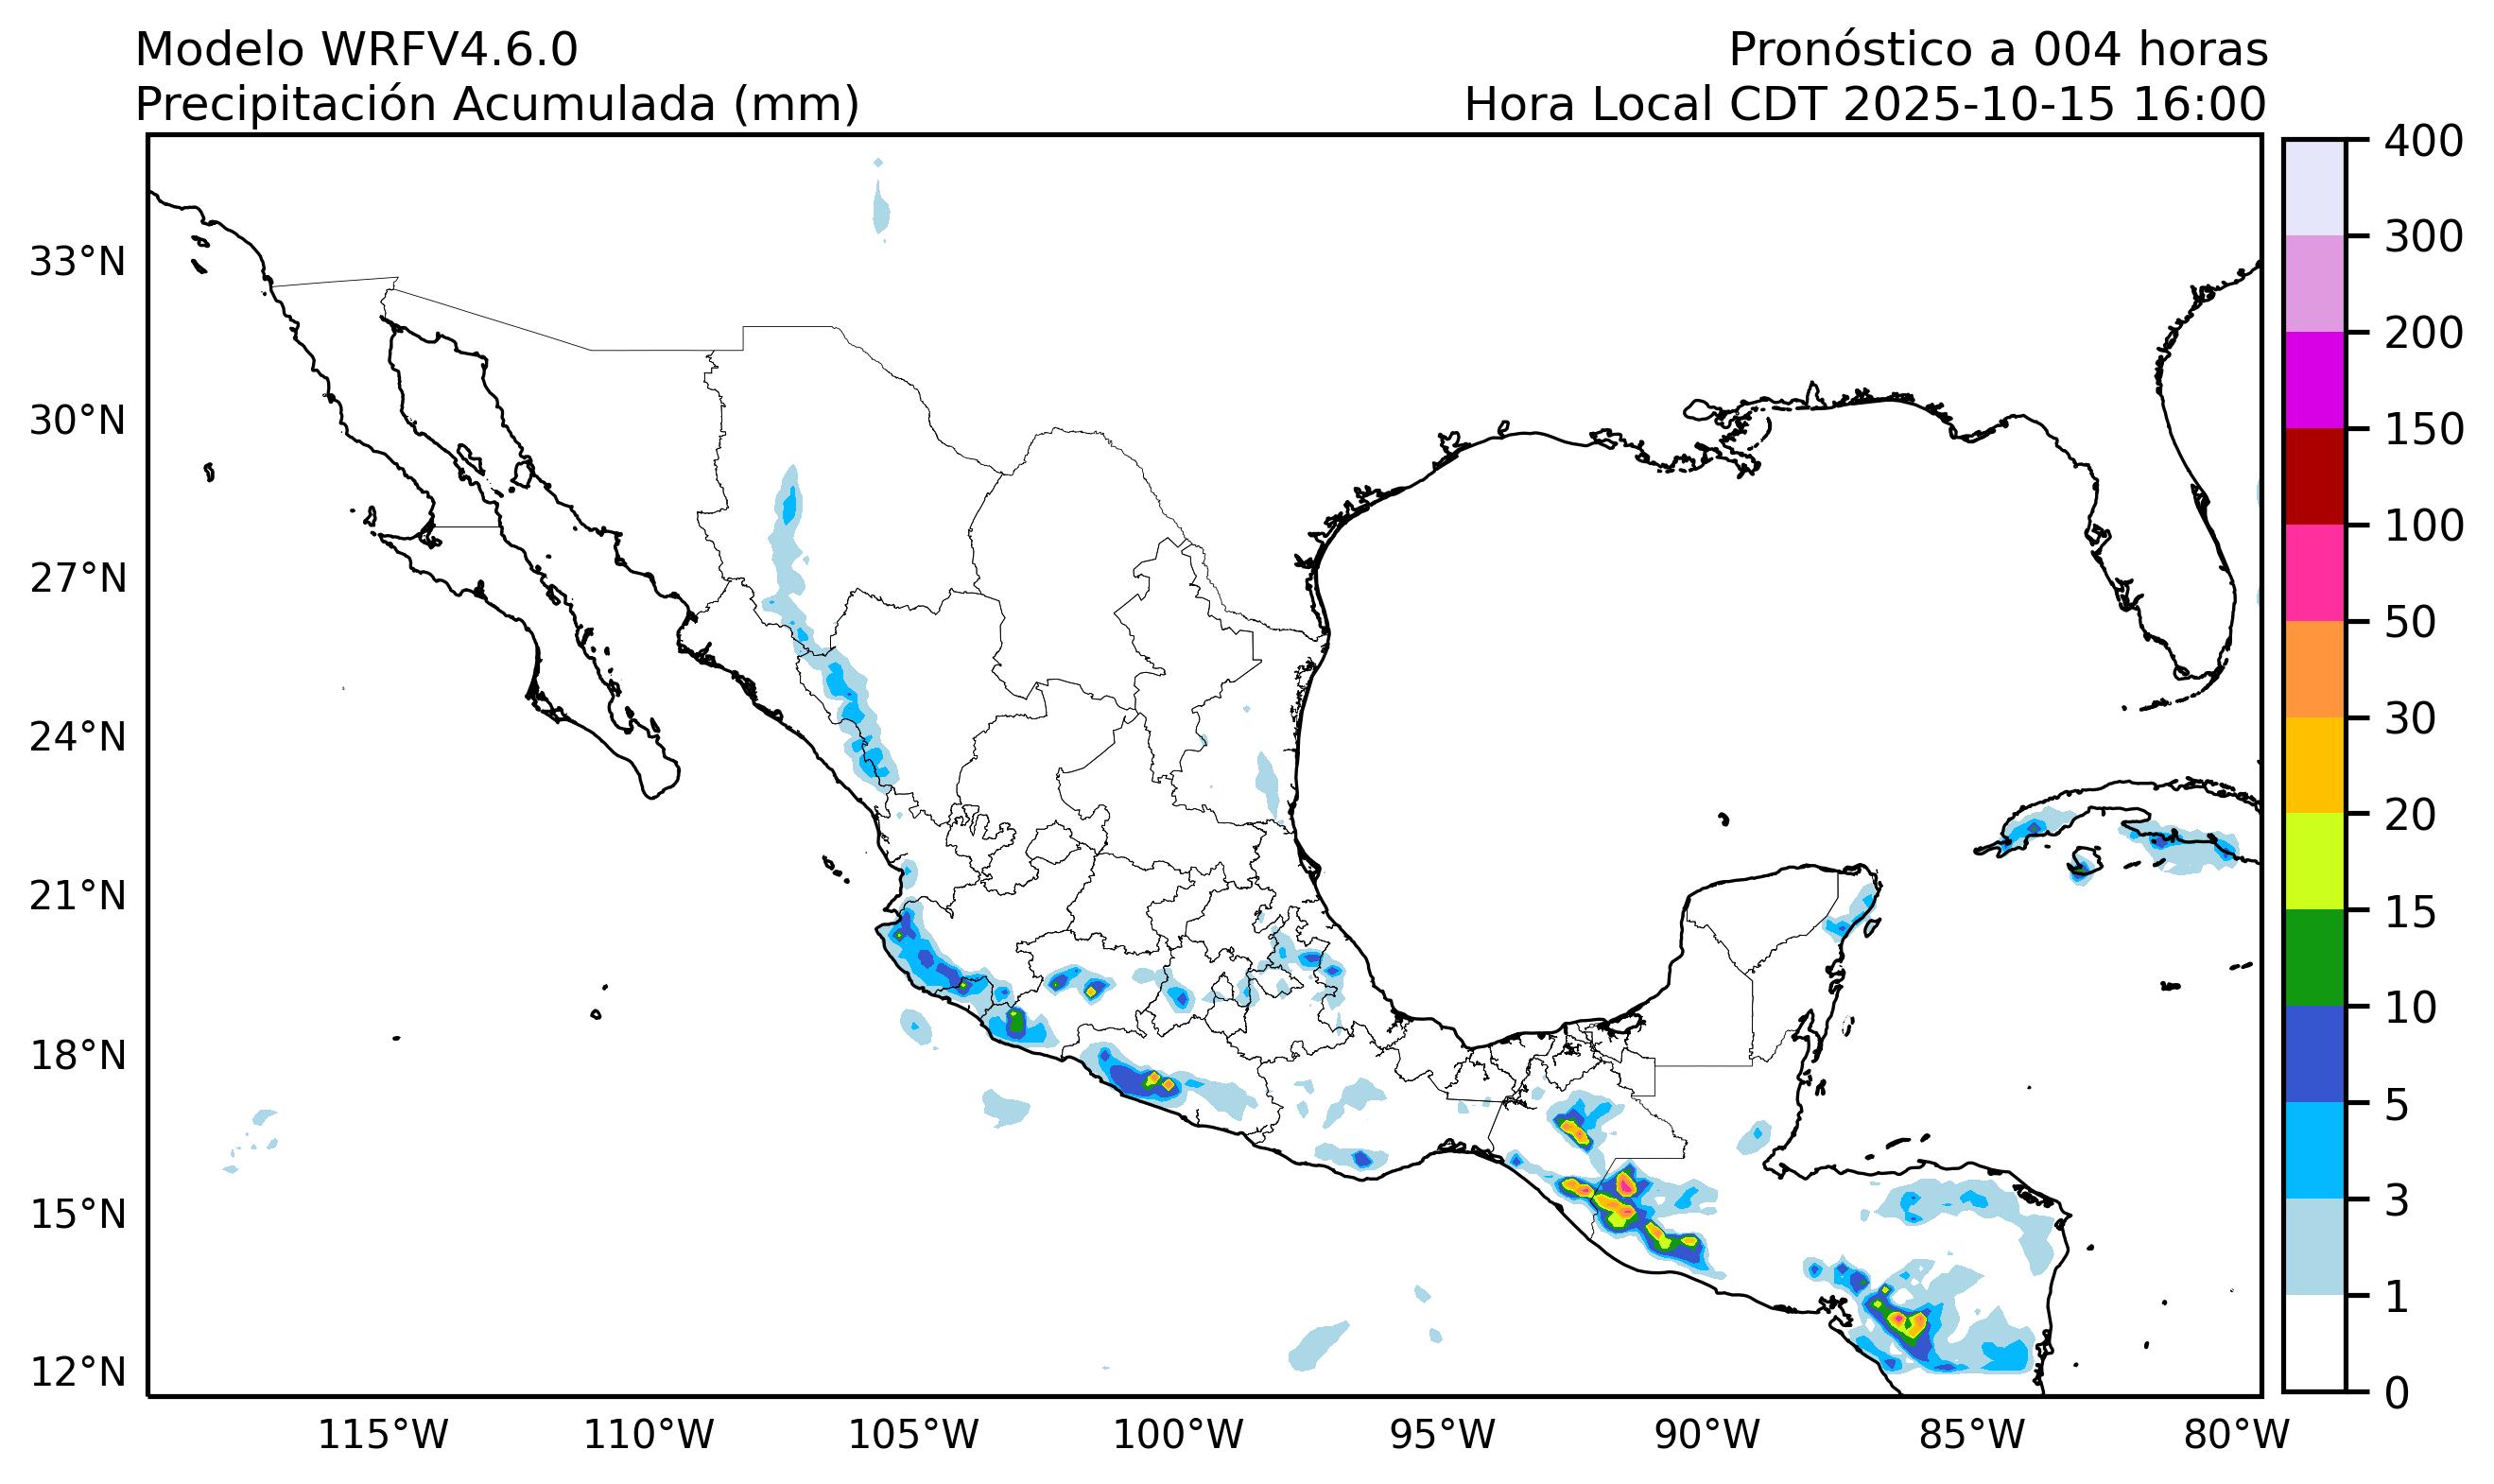 Modelo WRFV4.6.0
Pronóstico a 004 horas
Precipitación Acumulada (mm)
Hora Local CDT 2025-10-15 16:00
400
300
200
150
100
50
30
20
15
10
5
3
1
0
33°N
30°N
27°N
24°N
21°N
18°N
15°N
12°N
115°W
110°W
105°W
100°W
95°W
90°W
85°W
80°W